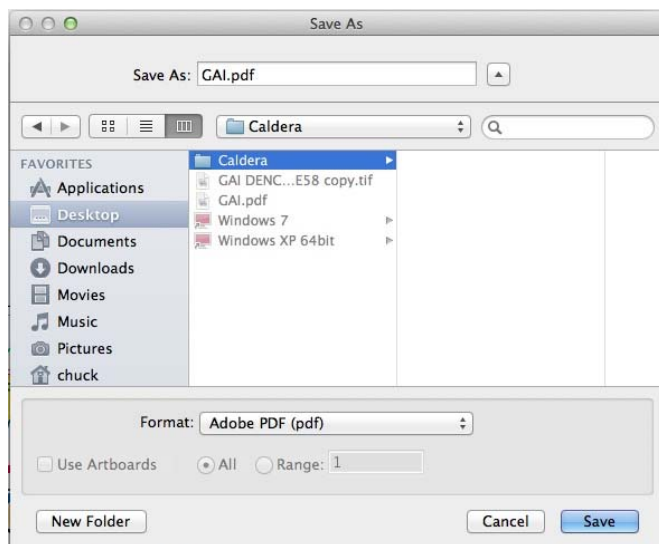 Save As
Save As: GAI.pdf
Caldera
FAVORITES
Applications
Desktop
Documents
Downloads
Movies
Music
Pictures
chuck
Caldera
GAI DENC...E58 copy.tif
GAI.pdf
Windows 7
Windows XP 64bit
Format: Adobe PDF (pdf)
Use Artboards All Range: 1
New Folder Cancel Save